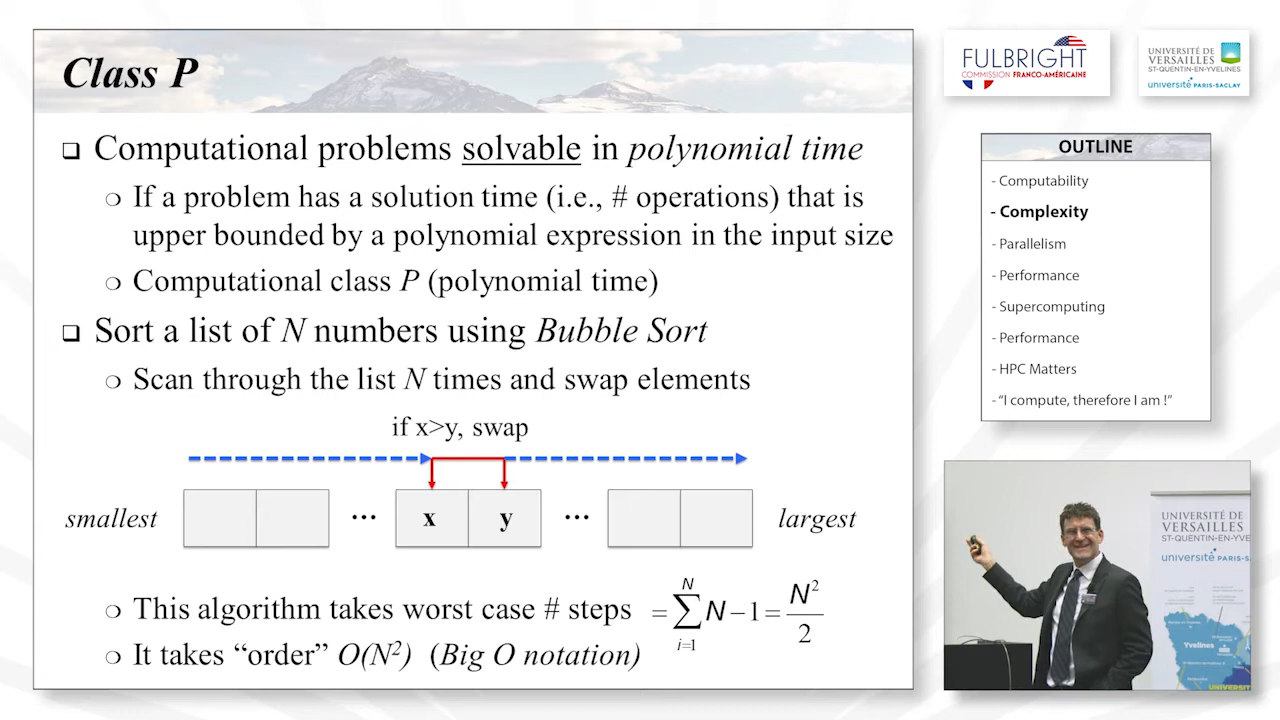 Class P
❑ Computational problems solvable in polynomial time
❍ If a problem has a solution time (i.e., # operations) that is
upper bounded by a polynomial expression in the input size
❍ Computational class P (polynomial time)
❑ Sort a list of N numbers using Bubble Sort
❍ Scan through the list N times and swap elements
if x>y, swap
smallest ... x y ... largest
❍ This algorithm takes worst case # steps = ∑_{i=1}^{N} N − 1 = N²/2
❍ It takes “order” O(N²) (Big O notation)
FULBRIGHT
COMMISSION FRANCO-AMÉRICAINE
UNIVERSITÉ DE
VERSAILLES
ST-QUENTIN-EN-YVELINES
université PARIS-SACLAY
OUTLINE
- Computability
- Complexity
- Parallelism
- Performance
- Supercomputing
- Performance
- HPC Matters
- “I compute, therefore I am !”
UNIVERSITÉ DE
VERSAILLES
ST-QUENTIN-EN-YV
université PARIS-S
Yvelines
UNIVERSIT